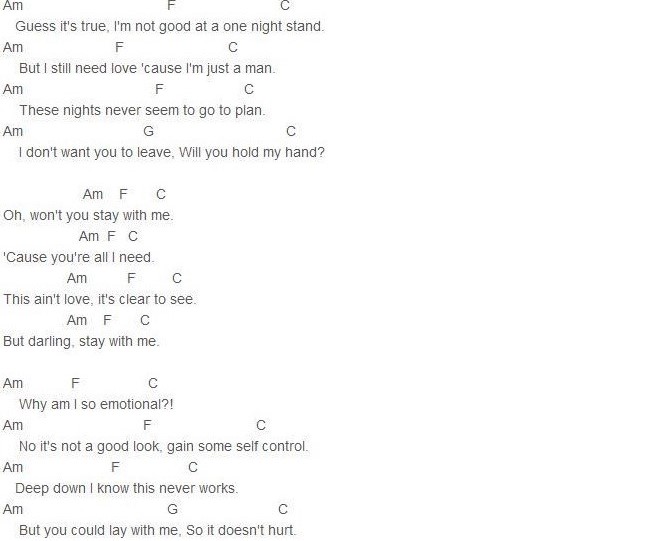 Am F C
Guess it's true, I'm not good at a one night stand.
Am F C
But I still need love 'cause I'm just a man.
Am F C
These nights never seem to go to plan.
Am G C
I don't want you to leave, Will you hold my hand?
Am F C
Oh, won't you stay with me.
Am F C
'Cause you're all I need.
Am F C
This ain't love, it's clear to see.
Am F C
But darling, stay with me.
Am F C
Why am I so emotional?!
Am F C
No it's not a good look, gain some self control.
Am F C
Deep down I know this never works.
Am G C
But you could lay with me, So it doesn't hurt.